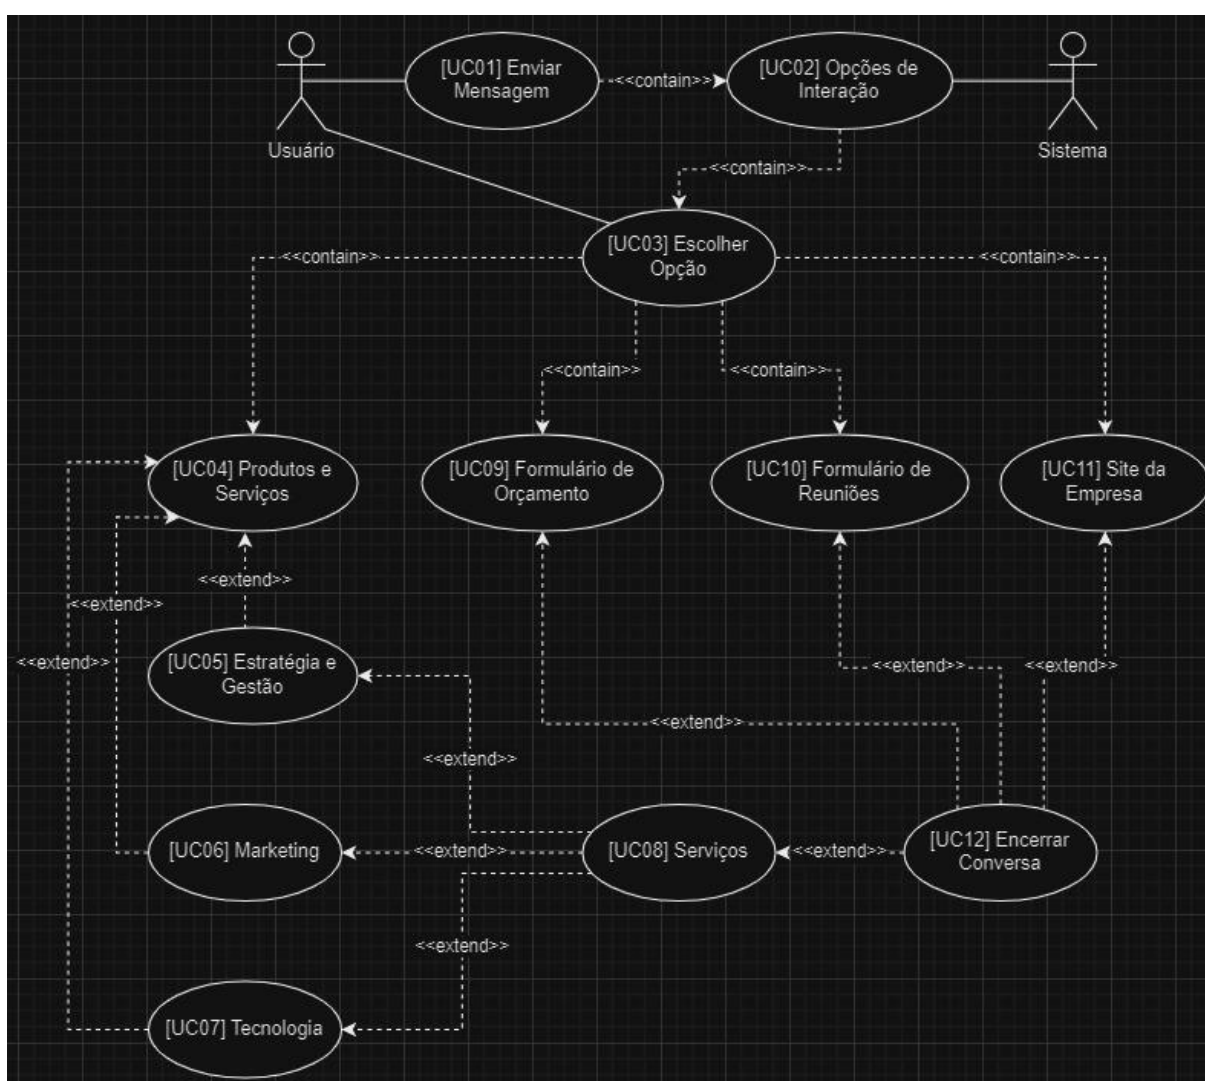 [UC01] Enviar
Mensagem
<<contain>>
[UC02] Opções de
Interação
Usuário
Sistema
<<contain>>
[UC03] Escolher
Opção
<<contain>>
<<contain>>
<<contain>>
<<contain>>
[UC04] Produtos e
Serviços
[UC09] Formulário de
Orçamento
[UC10] Formulário de
Reuniões
[UC11] Site da
Empresa
<<extend>>
<<extend>>
<<extend>>
[UC05] Estratégia e
Gestão
<<extend>>
<<extend>>
<<extend>>
<<extend>>
[UC06] Marketing
<<extend>>
[UC08] Serviços
<<extend>>
[UC12] Encerrar
Conversa
<<extend>>
[UC07] Tecnologia